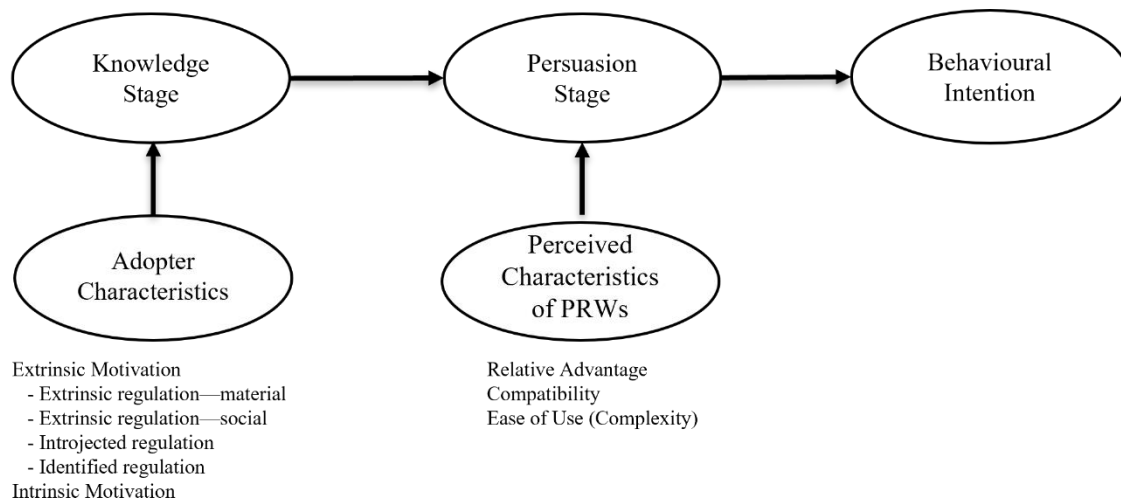 Knowledge
Stage
Persuasion
Stage
Behavioural
Intention
Adopter
Characteristics
Perceived
Characteristics
of PRWs
Extrinsic Motivation
- Extrinsic regulation—material
- Extrinsic regulation—social
- Introjected regulation
- Identified regulation
Intrinsic Motivation
Relative Advantage
Compatibility
Ease of Use (Complexity)